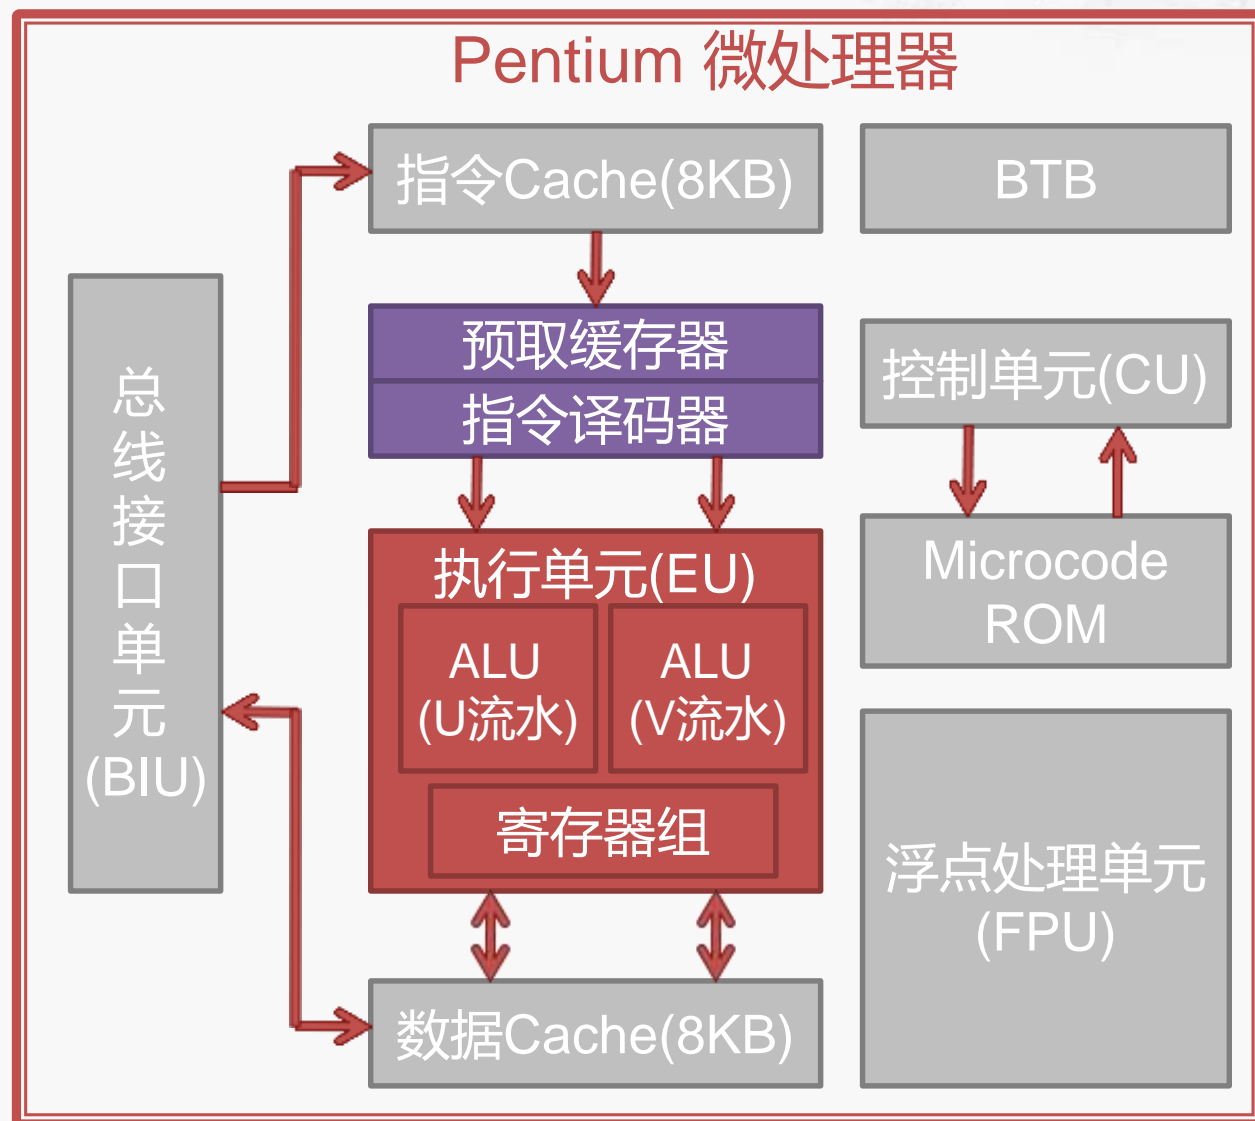 Pentium 微处理器
指令Cache(8KB)
BTB
预取缓存器
指令译码器
控制单元(CU)
总
线
接
口
单
元
(BIU)
执行单元(EU)
ALU
(U流水)
ALU
(V流水)
寄存器组
Microcode
ROM
浮点处理单元
(FPU)
数据Cache(8KB)